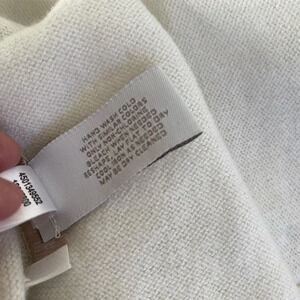 HAND WASH COLD
WITH SIMILAR COLORS
ONLY NON-CHLORINE
BLEACH WHEN NEEDED
RESHAPE, LAY FLAT TO DRY
COOL IRON AS NEEDED
MAY BE DRY CLEANED
4501349552